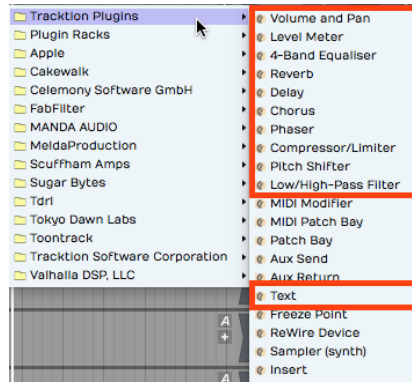 Tracktion Plugins
Plugin Racks
Apple
Cakewalk
Celemony Software GmbH
FabFilter
MANDA AUDIO
MeldaProduction
Scuffham Amps
Sugar Bytes
Tdrl
Tokyo Dawn Labs
Toontrack
Tracktion Software Corporation
Valhalla DSP, LLC
Volume and Pan
Level Meter
4-Band Equaliser
Reverb
Delay
Chorus
Phaser
Compressor/Limiter
Pitch Shifter
Low/High-Pass Filter
MIDI Modifier
MIDI Patch Bay
Patch Bay
Aux Send
Aux Return
Text
Freeze Point
ReWire Device
Sampler (synth)
Insert
A
+
A